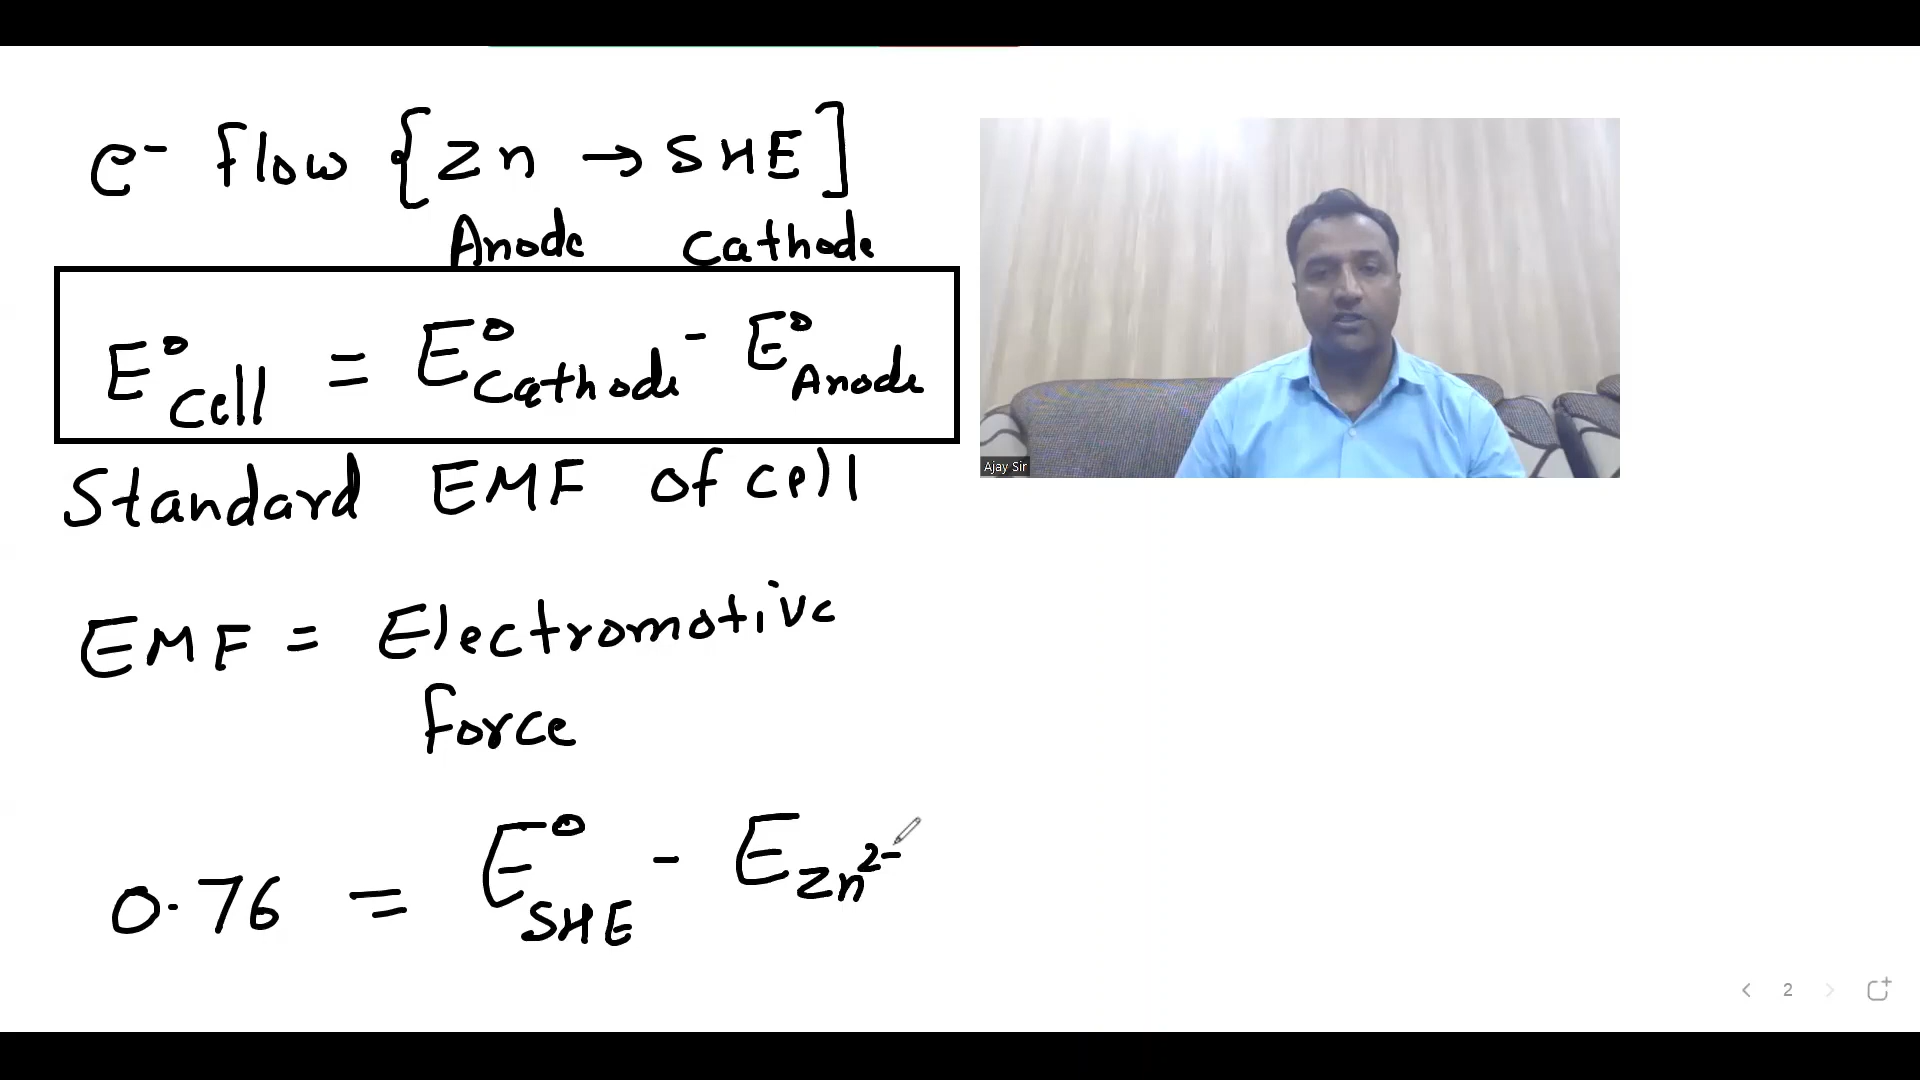 e⁻ flow {Zn → SHE]
Anode Cathode
E°Cell = E°Cathode - E°Anode
Standard EMF of cell
EMF = Electromotive
force
0.76 = E°SHE - EZn²⁻
Ajay Sir
2